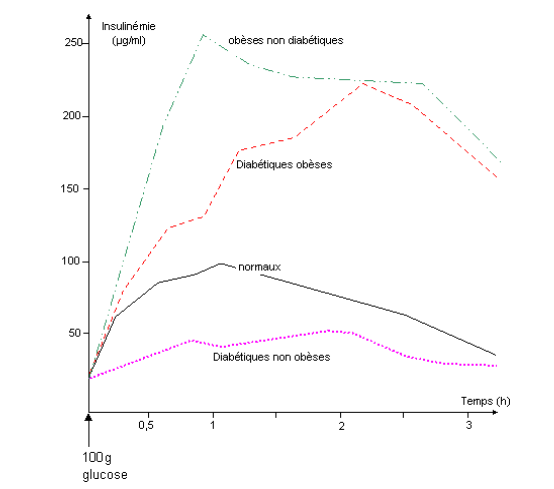 Insulinémie
(µg/ml)
obèses non diabétiques
250
200
Diabétiques obèses
150
100
normaux
50
Diabétiques non obèses
Temps (h)
0,5
1
2
3
100g
glucose